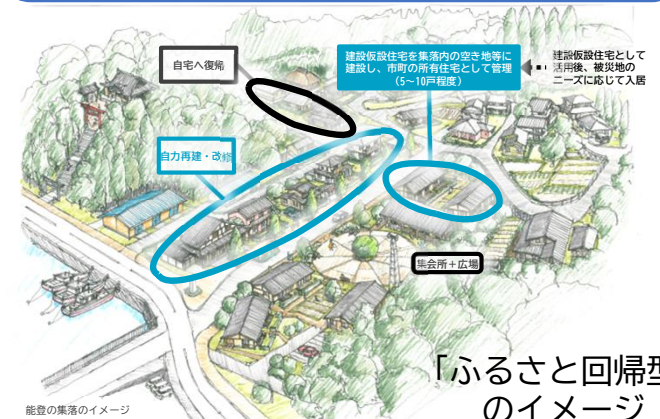 自宅へ復帰
建設仮設住宅を集落内の空き地等に
建設し、市町の所有住宅として管理
(5~10戸程度)
建設仮設住宅として
活用後、被災地の
ニーズに応じて入居
自力再建・改修
集会所+広場
「ふるさと回帰型
のイメージ
能登の集落のイメージ